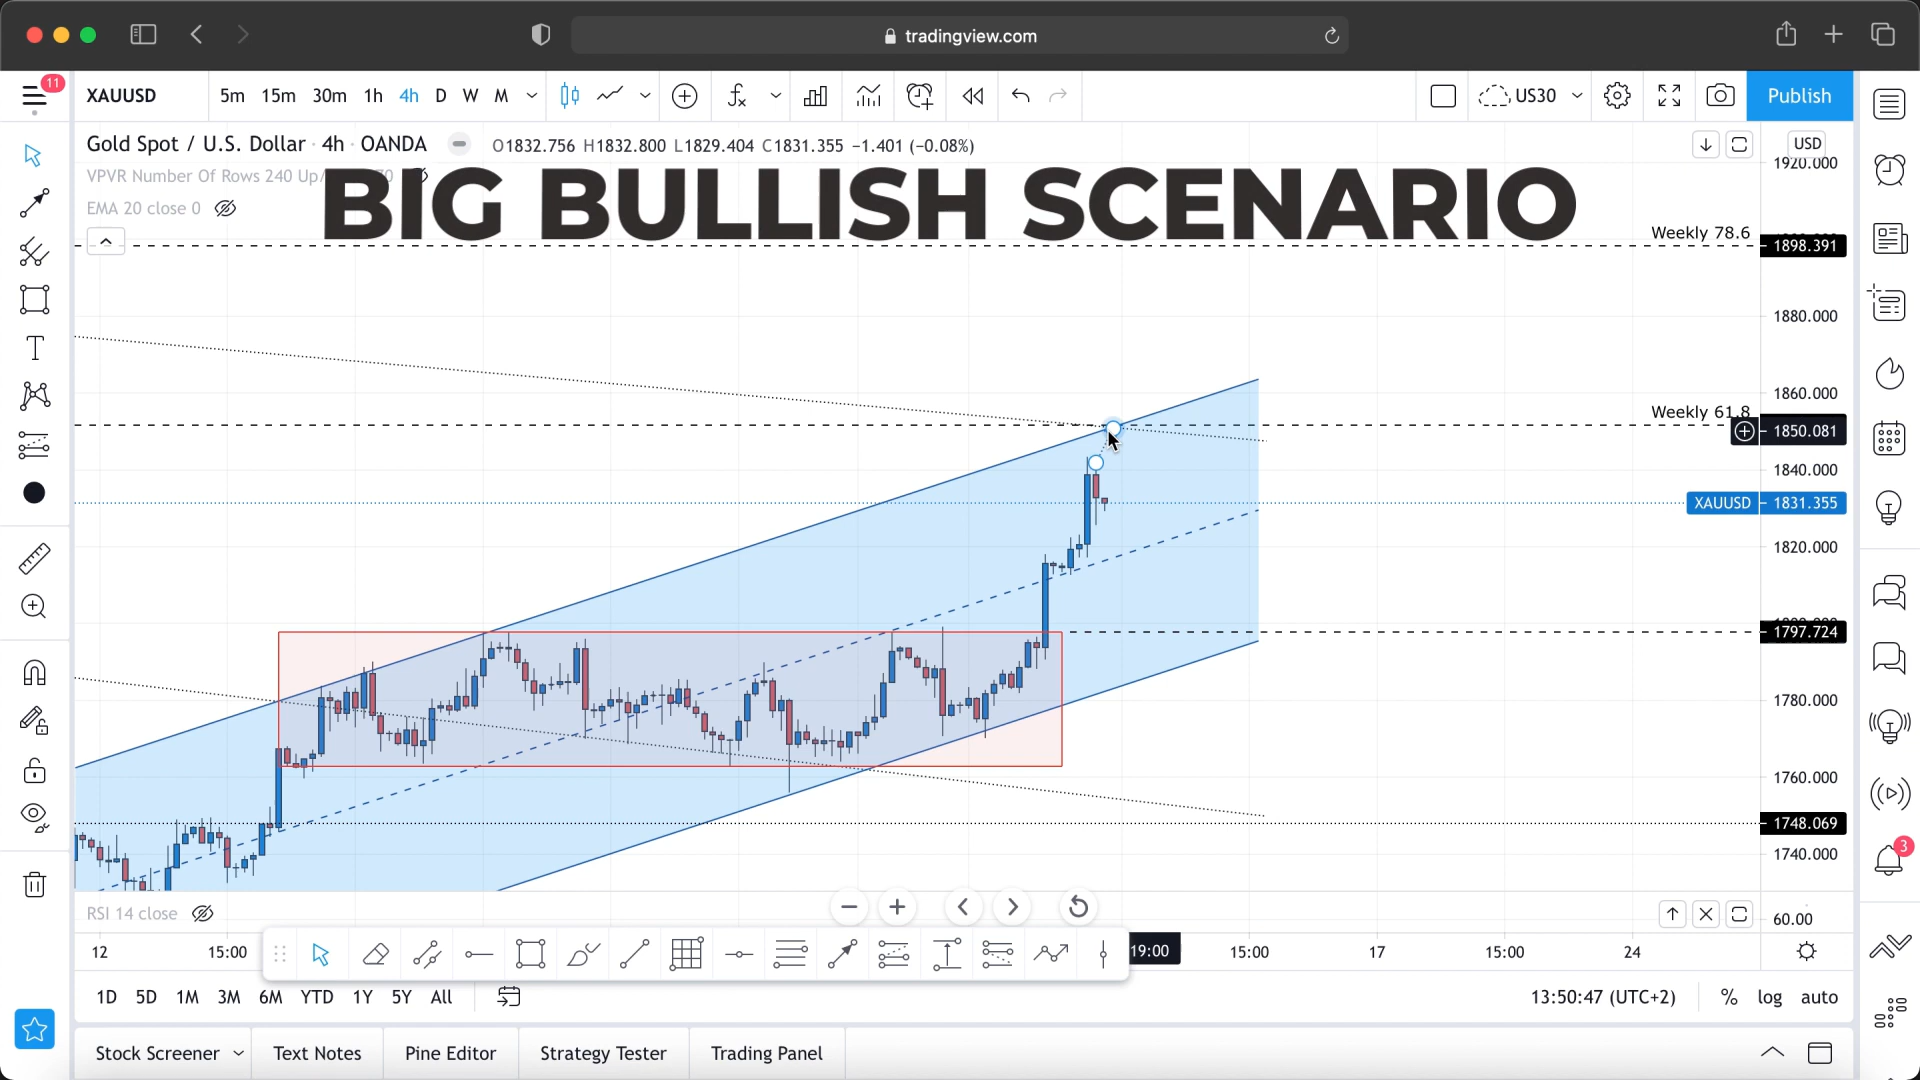 tradingview.com
11
XAUUSD 5m 15m 30m 1h 4h D W M US30 Publish
Gold Spot / U.S. Dollar · 4h · OANDA O1832.756 H1832.800 L1829.404 C1831.355 −1.401 (−0.08%)
USD
1920.000
VPVR Number Of Rows 240 Up/
BIG BULLISH SCENARIO
EMA 20 close 0
Weekly 78.6
1898.391
1880.000
1860.000
Weekly 61.8
1850.081
1840.000
XAUUSD 1831.355
1820.000
1797.724
1780.000
1760.000
1748.069
1740.000
3
RSI 14 close
60.00
12 15:00 19:00 15:00 17 15:00 24
1D 5D 1M 3M 6M YTD 1Y 5Y All 13:50:47 (UTC+2) % log auto
Stock Screener Text Notes Pine Editor Strategy Tester Trading Panel